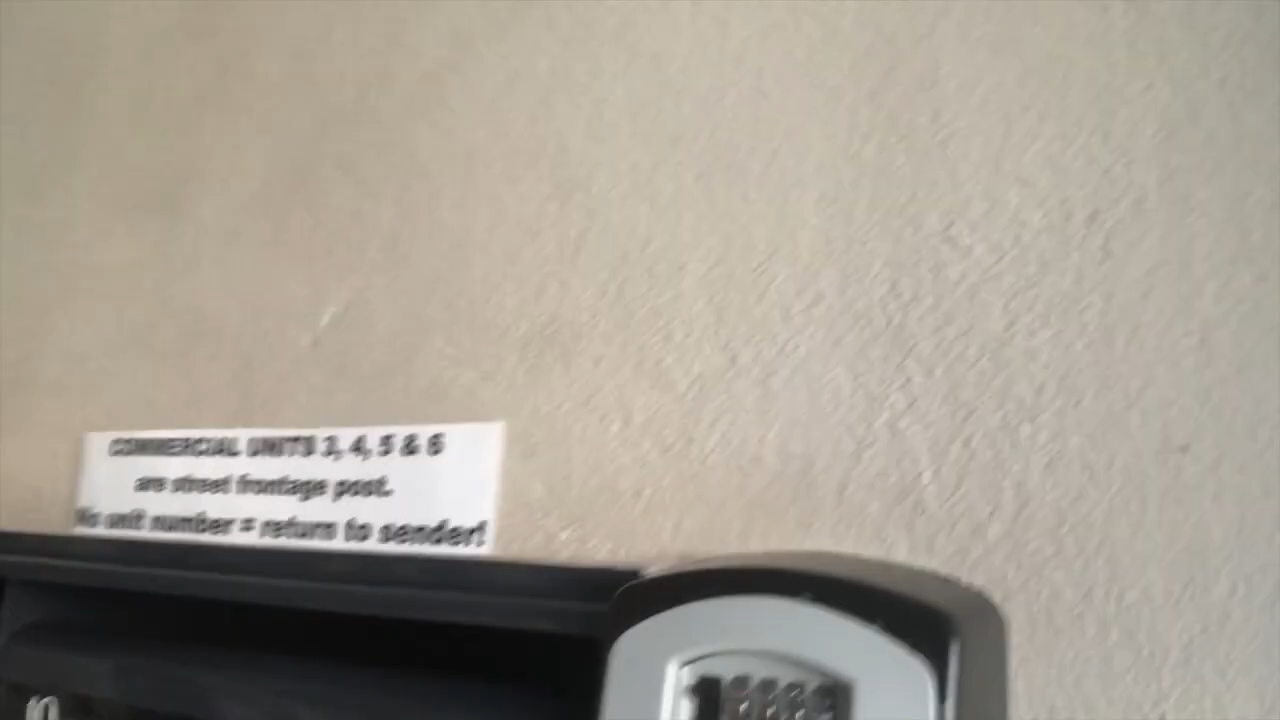 COMMERCIAL UNITS 3, 4, 5 & 6
are street frontage post.
No unit number = return to sender!